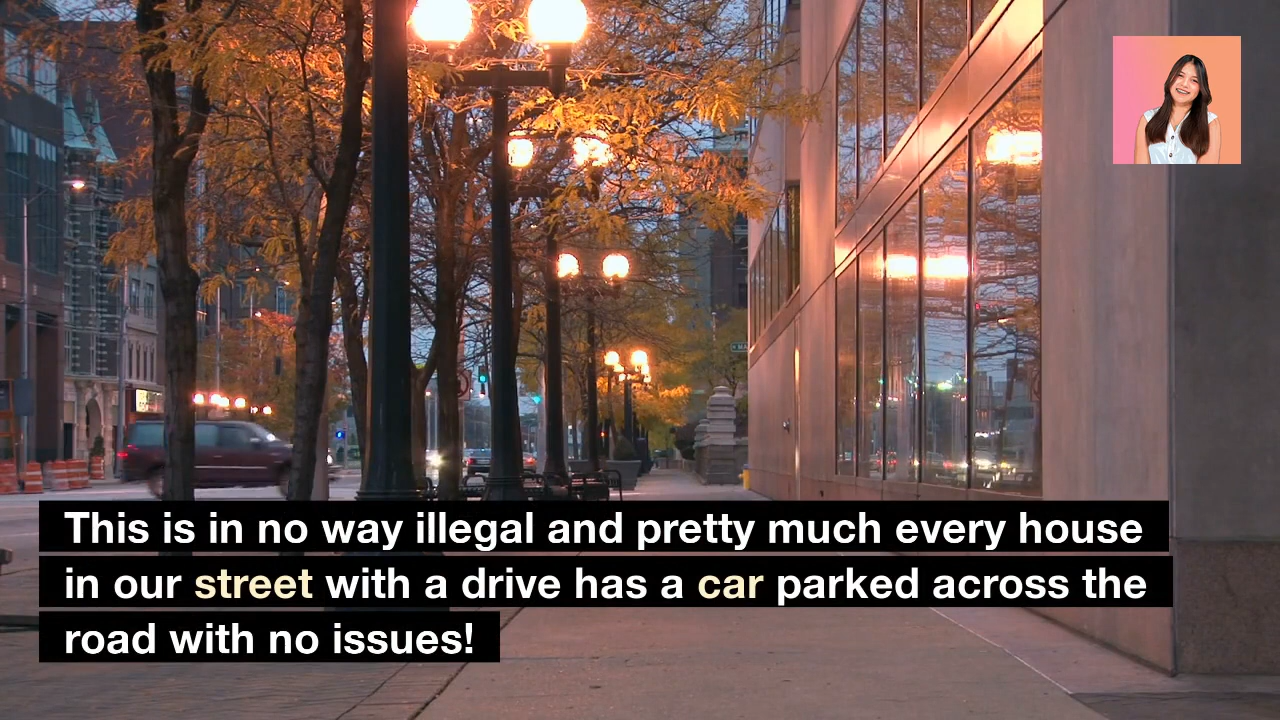 This is in no way illegal and pretty much every house
in our street with a drive has a car parked across the
road with no issues!